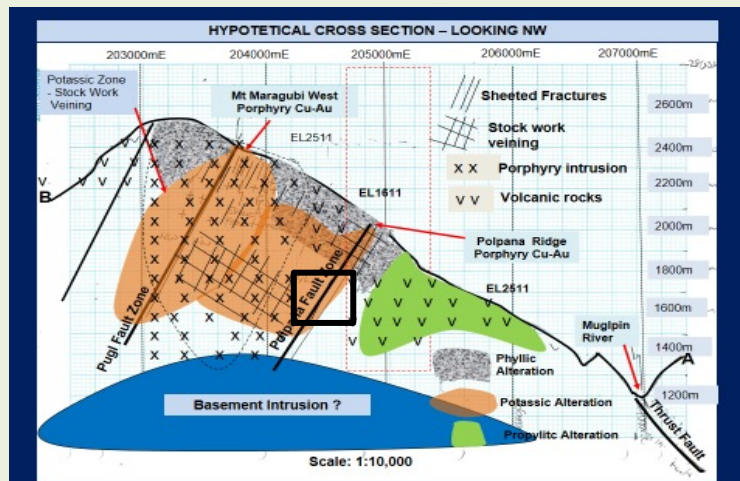 HYPOTETICAL CROSS SECTION – LOOKING NW
203000mE
204000mE
205000mE
206000mE
207000mE
Potassic Zone
- Stock Work
Veining
Mt Maragubi West
Porphyry Cu-Au
EL2511
Sheeted Fractures
Stock work
veining
X X Porphyry intrusion
V V Volcanic rocks
2600m
2400m
2200m
2000m
1800m
1600m
1400m
1200m
B
EL1611
Polpana Ridge
Porphyry Cu-Au
EL2511
Pugi Fault Zone
Muglpin
River
A
Phyllic
Alteration
Basement Intrusion ?
Potassic Alteration
Propylitc Alteration
Thrust Fault
Scale: 1:10,000